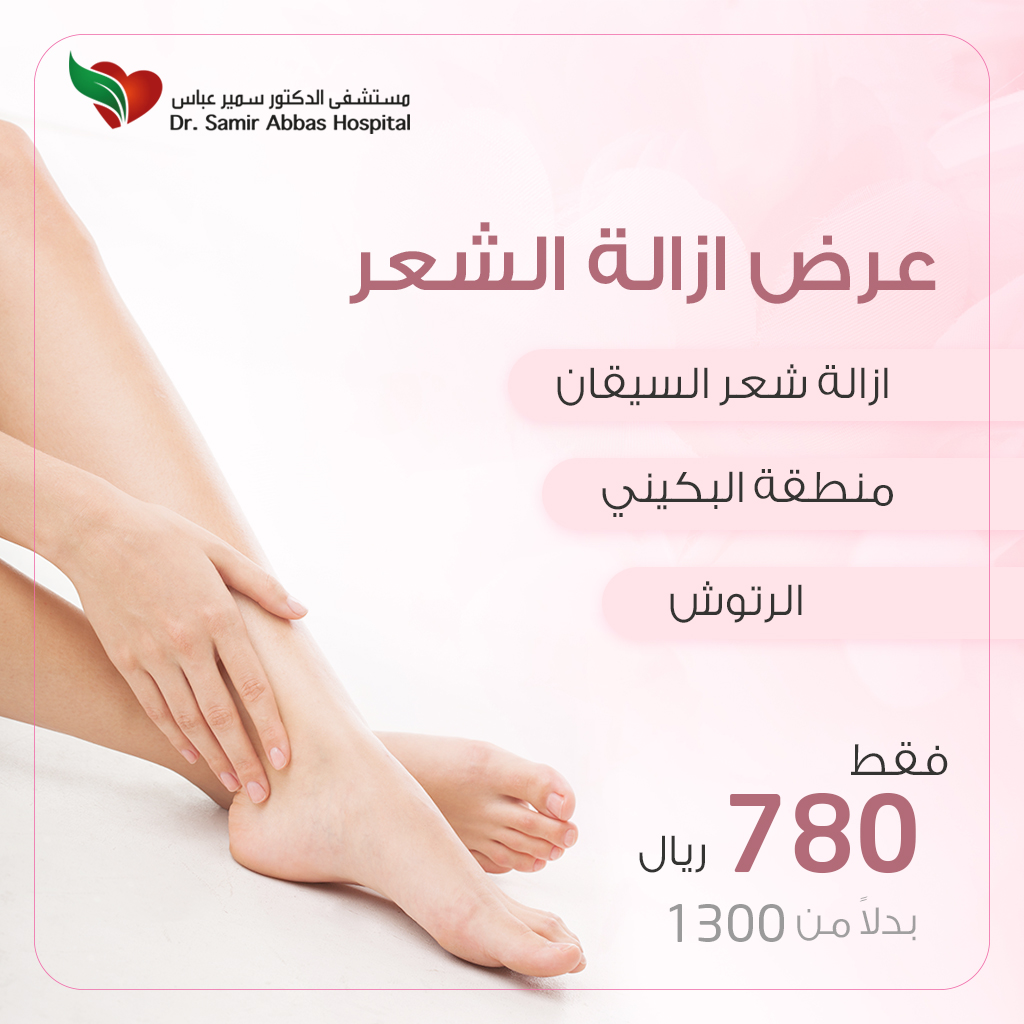 مستشفى الدكتور سمير عباس
Dr. Samir Abbas Hospital
عرض ازالة الشعر
ازالة شعر السيقان
منطقة البكيني
الرتوش
فقط
780 ريال
بدلاً من 1300